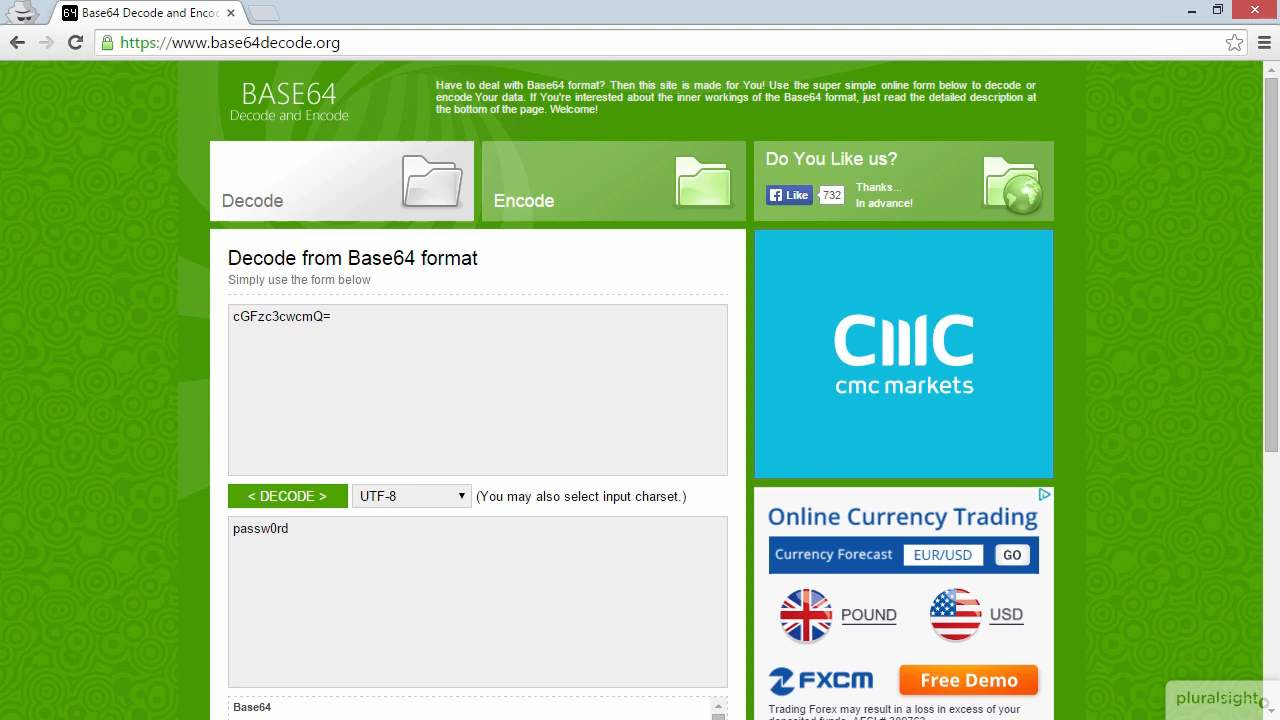 64 Base64 Decode and Enco
https://www.base64decode.org
BASE64
Decode and Encode
Have to deal with Base64 format? Then this site is made for You! Use the super simple online form below to decode or
encode Your data. If You're interested about the inner workings of the Base64 format, just read the detailed description at
the bottom of the page. Welcome!
Decode
Encode
Do You Like us?
Like 732
Thanks...
In advance!
Decode from Base64 format
Simply use the form below
cGFzc3cwcmQ=
< DECODE > UTF-8 (You may also select input charset.)
passw0rd
Base64
CMC
cmc markets
Online Currency Trading
Currency Forecast EUR/USD GO
POUND USD
FXCM Free Demo
Trading Forex may result in a loss in excess of your
pluralsight